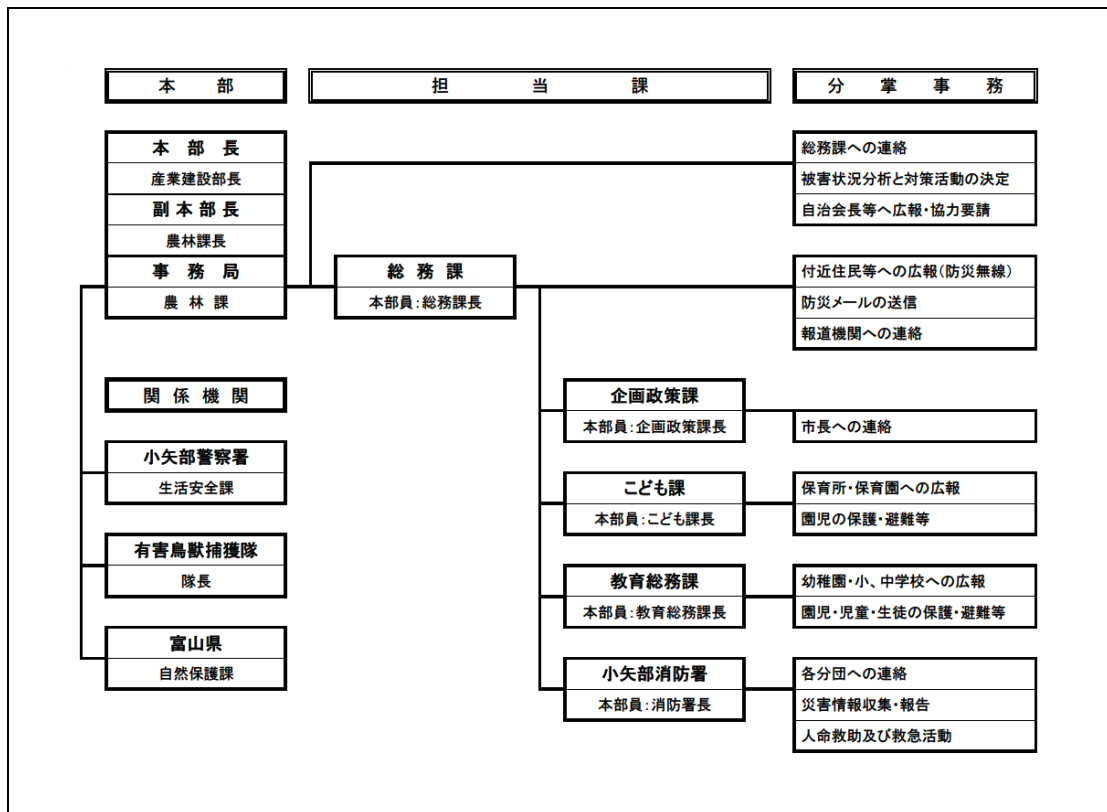 本部
担当課
分掌事務
本部長
産業建設部長
副本部長
農林課長
事務局
農林課
総務課
本部員：総務課長
総務課への連絡
被害状況分析と対策活動の決定
自治会長等へ広報・協力要請
付近住民等への広報（防災無線）
防災メールの送信
報道機関への連絡
関係機関
小矢部警察署
生活安全課
有害鳥獣捕獲隊
隊長
富山県
自然保護課
企画政策課
本部員：企画政策課長
市長への連絡
こども課
本部員：こども課長
保育所・保育園への広報
園児の保護・避難等
教育総務課
本部員：教育総務課長
幼稚園・小、中学校への広報
園児・児童・生徒の保護・避難等
小矢部消防署
本部員：消防署長
各分団への連絡
災害情報収集・報告
人命救助及び救急活動